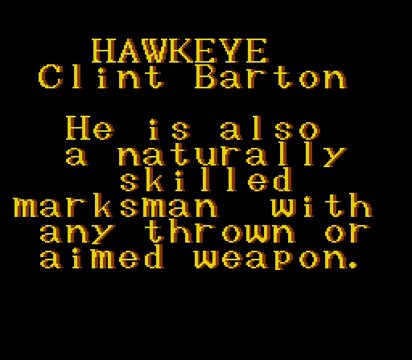 HAWKEYE
Clint Barton
He is also
a naturally
skilled
marksman with
any thrown or
aimed weapon.